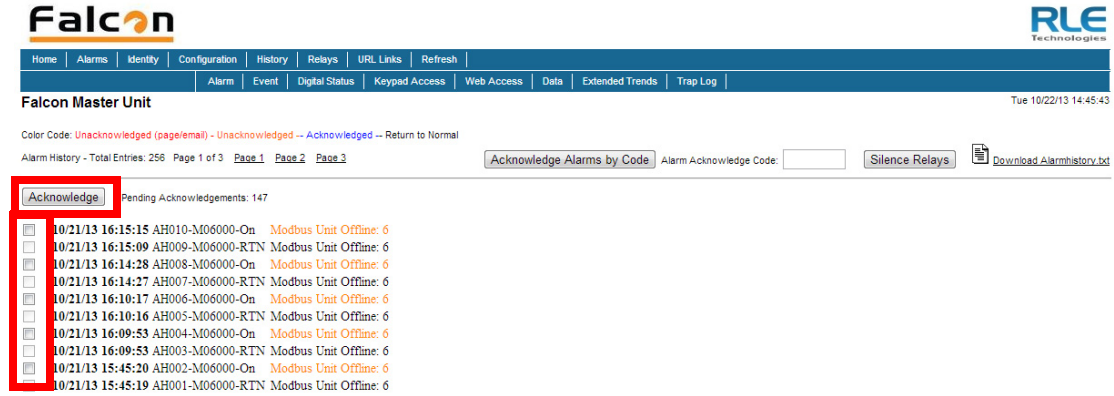 Falcon
RLE
Technologies
Home Alarms Identity Configuration History Relays URL Links Refresh
Alarm Event Digital Status Keypad Access Web Access Data Extended Trends Trap Log
Falcon Master Unit
Tue 10/22/13 14:45:43
Color Code: Unacknowledged (page/email) - Unacknowledged -- Acknowledged -- Return to Normal
Alarm History - Total Entries: 256 Page 1 of 3 Page 1 Page 2 Page 3 Acknowledge Alarms by Code Alarm Acknowledge Code: Silence Relays Download Alarmhistory.txt
Acknowledge Pending Acknowledgements: 147
10/21/13 16:15:15 AH010-M06000-On Modbus Unit Offline: 6
10/21/13 16:15:09 AH009-M06000-RTN Modbus Unit Offline: 6
10/21/13 16:14:28 AH008-M06000-On Modbus Unit Offline: 6
10/21/13 16:14:27 AH007-M06000-RTN Modbus Unit Offline: 6
10/21/13 16:10:17 AH006-M06000-On Modbus Unit Offline: 6
10/21/13 16:10:16 AH005-M06000-RTN Modbus Unit Offline: 6
10/21/13 16:09:53 AH004-M06000-On Modbus Unit Offline: 6
10/21/13 16:09:53 AH003-M06000-RTN Modbus Unit Offline: 6
10/21/13 15:45:20 AH002-M06000-On Modbus Unit Offline: 6
10/21/13 15:45:19 AH001-M06000-RTN Modbus Unit Offline: 6